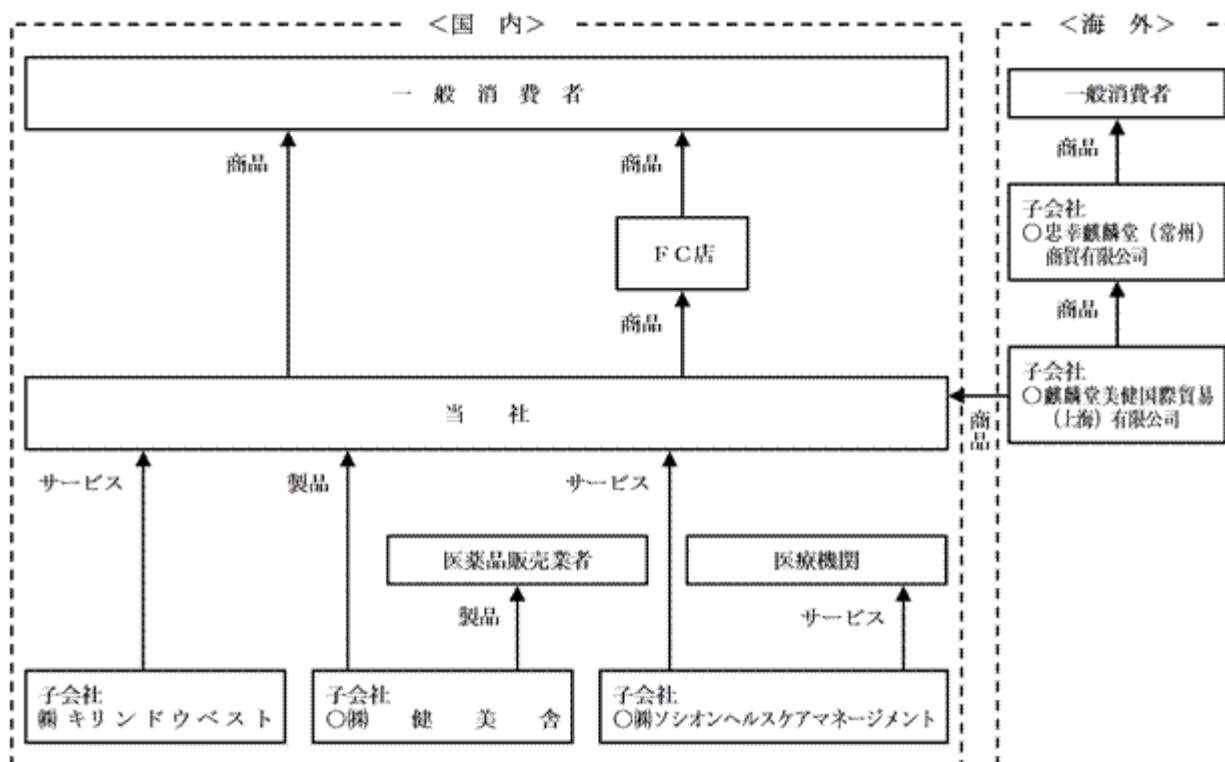 <国 内>
一 般 消 費 者
商品
商品
FC店
商品
当 社
サービス
製品
サービス
医薬品販売業者
医療機関
製品
サービス
子会社
㈱キリンドウベスト
子会社
○㈱ 健 美 舎
子会社
○㈱ソシオンヘルスケアマネージメント
<海 外>
一般消費者
商品
子会社
○忠幸麒麟堂（常州）
商貿有限公司
商品
子会社
○麒麟堂美健国際貿易
（上海）有限公司
商品